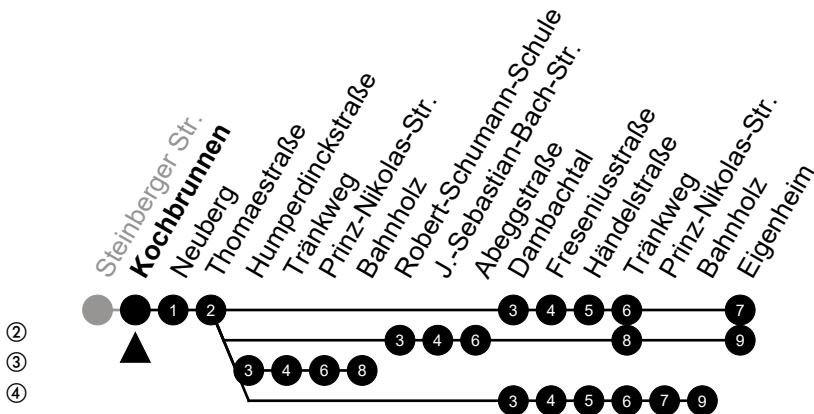 Steinberger Str.
Kochbrunnen
Neuberg
Thomaestraße
Humperdinckstraße
Tränkweg
Prinz-Nikolas-Str.
Bahnholz
Robert-Schumann-Schule
J.-Sebastian-Bach-Str.
Abeggstraße
Dambachtal
Freseniusstraße
Händelstraße
Tränkweg
Prinz-Nikolas-Str.
Bahnholz
Eigenheim
1 2 3 4 5 6 7
② 3 4 6 8 9
③ 3 4 6 8
④ 3 4 5 6 7 9